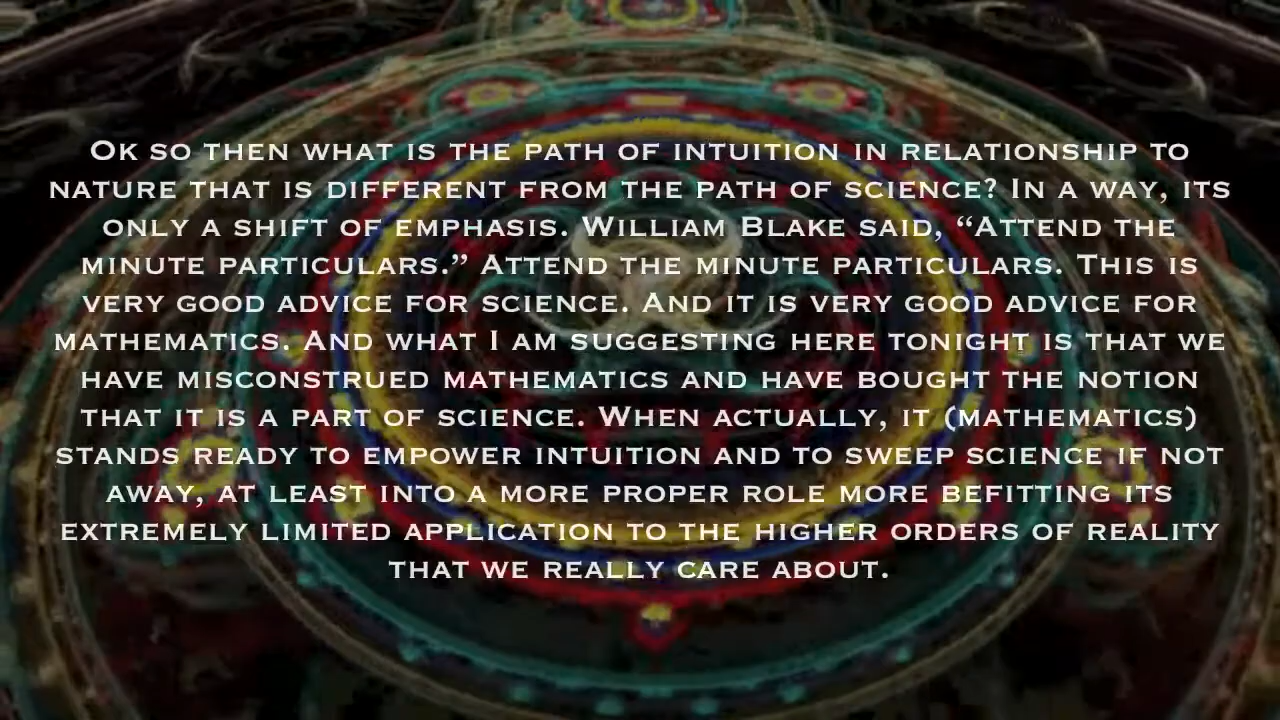 Ok so then what is the path of intuition in relationship to
nature that is different from the path of science? In a way, its
only a shift of emphasis. William Blake said, “Attend the
minute particulars.” Attend the minute particulars. This is
very good advice for science. And it is very good advice for
mathematics. And what I am suggesting here tonight is that we
have misconstrued mathematics and have bought the notion
that it is a part of science. When actually, it (mathematics)
stands ready to empower intuition and to sweep science if not
away, at least into a more proper role more befitting its
extremely limited application to the higher orders of reality
that we really care about.